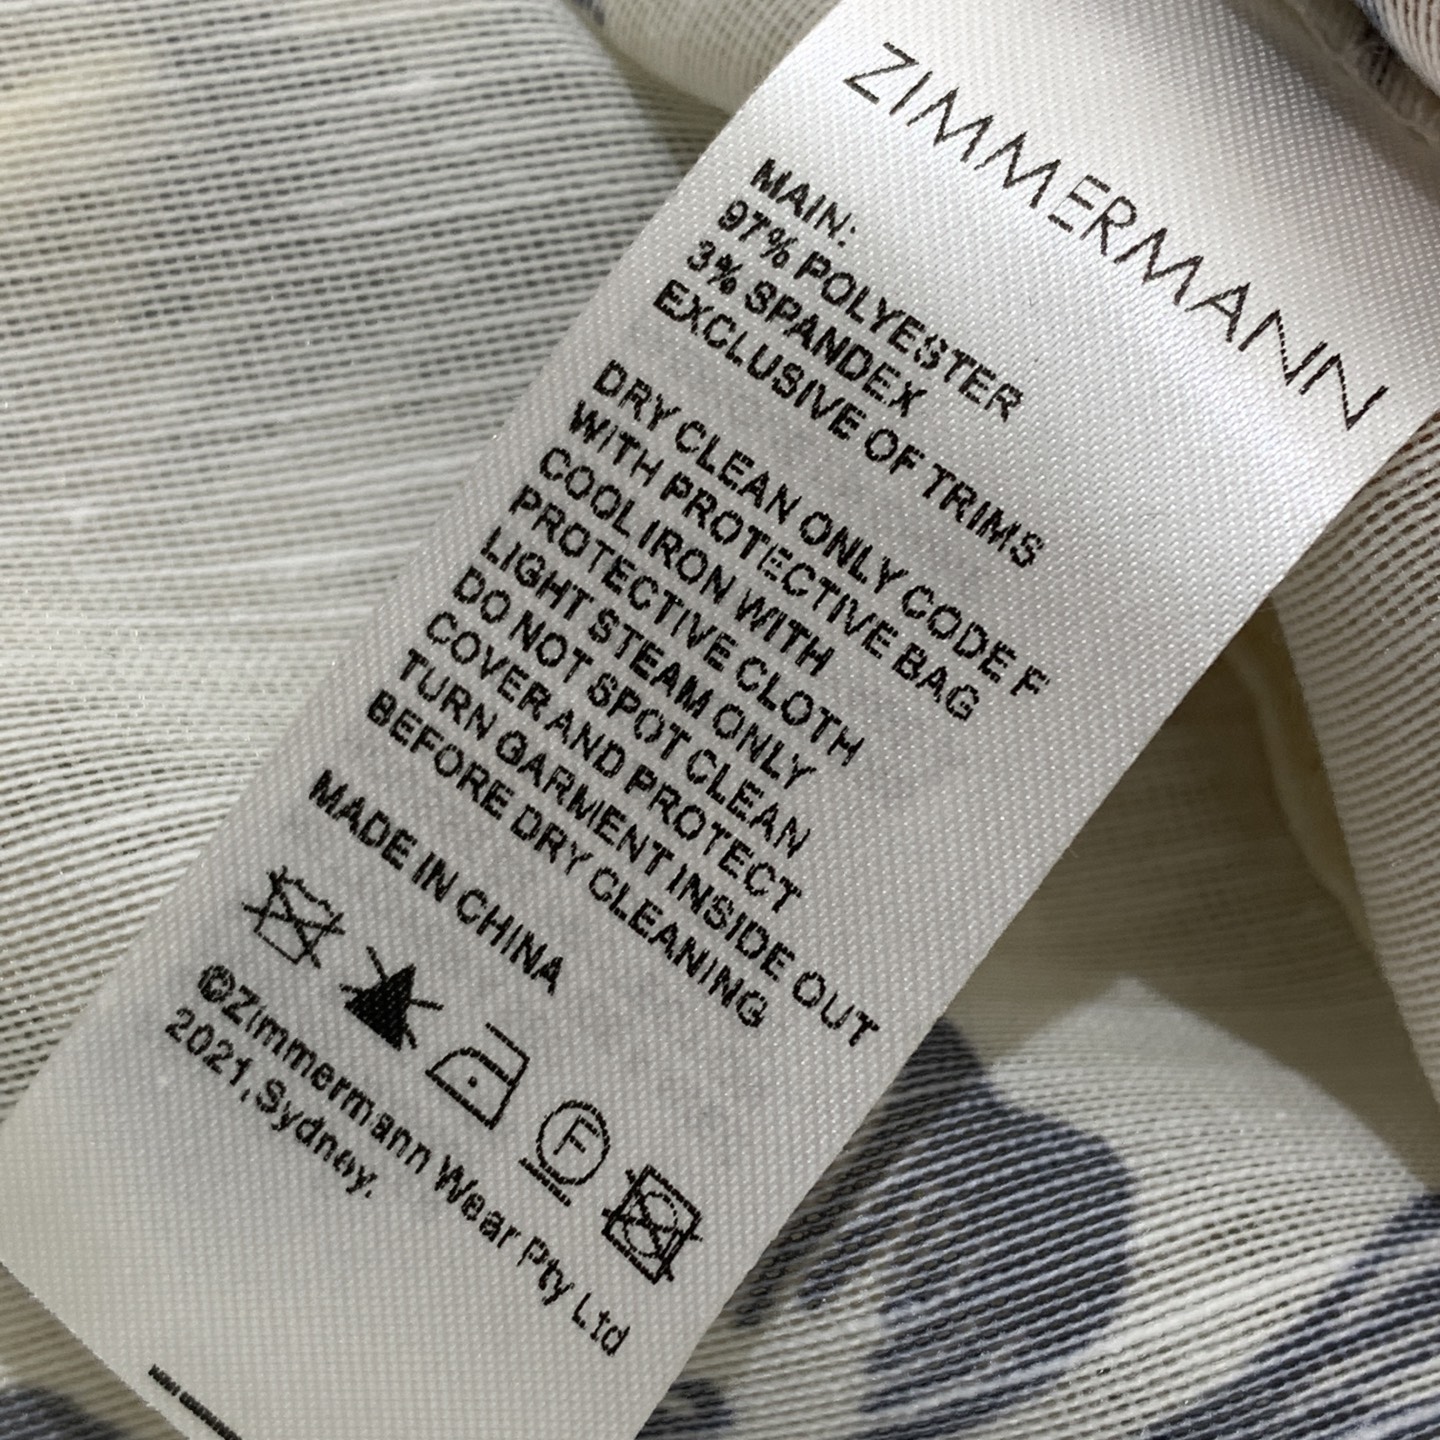 ZIMMERMANN
MAIN:
97% POLYESTER
3% SPANDEX
EXCLUSIVE OF TRIMS
DRY CLEAN ONLY CODE F
WITH PROTECTIVE BAG
COOL IRON WITH
PROTECTIVE CLOTH
LIGHT STEAM ONLY
DO NOT SPOT CLEAN
COVER AND PROTECT
TURN GARMENT INSIDE OUT
BEFORE DRY CLEANING
MADE IN CHINA
F
©Zimmermann Wear Pty Ltd
2021,Sydney.